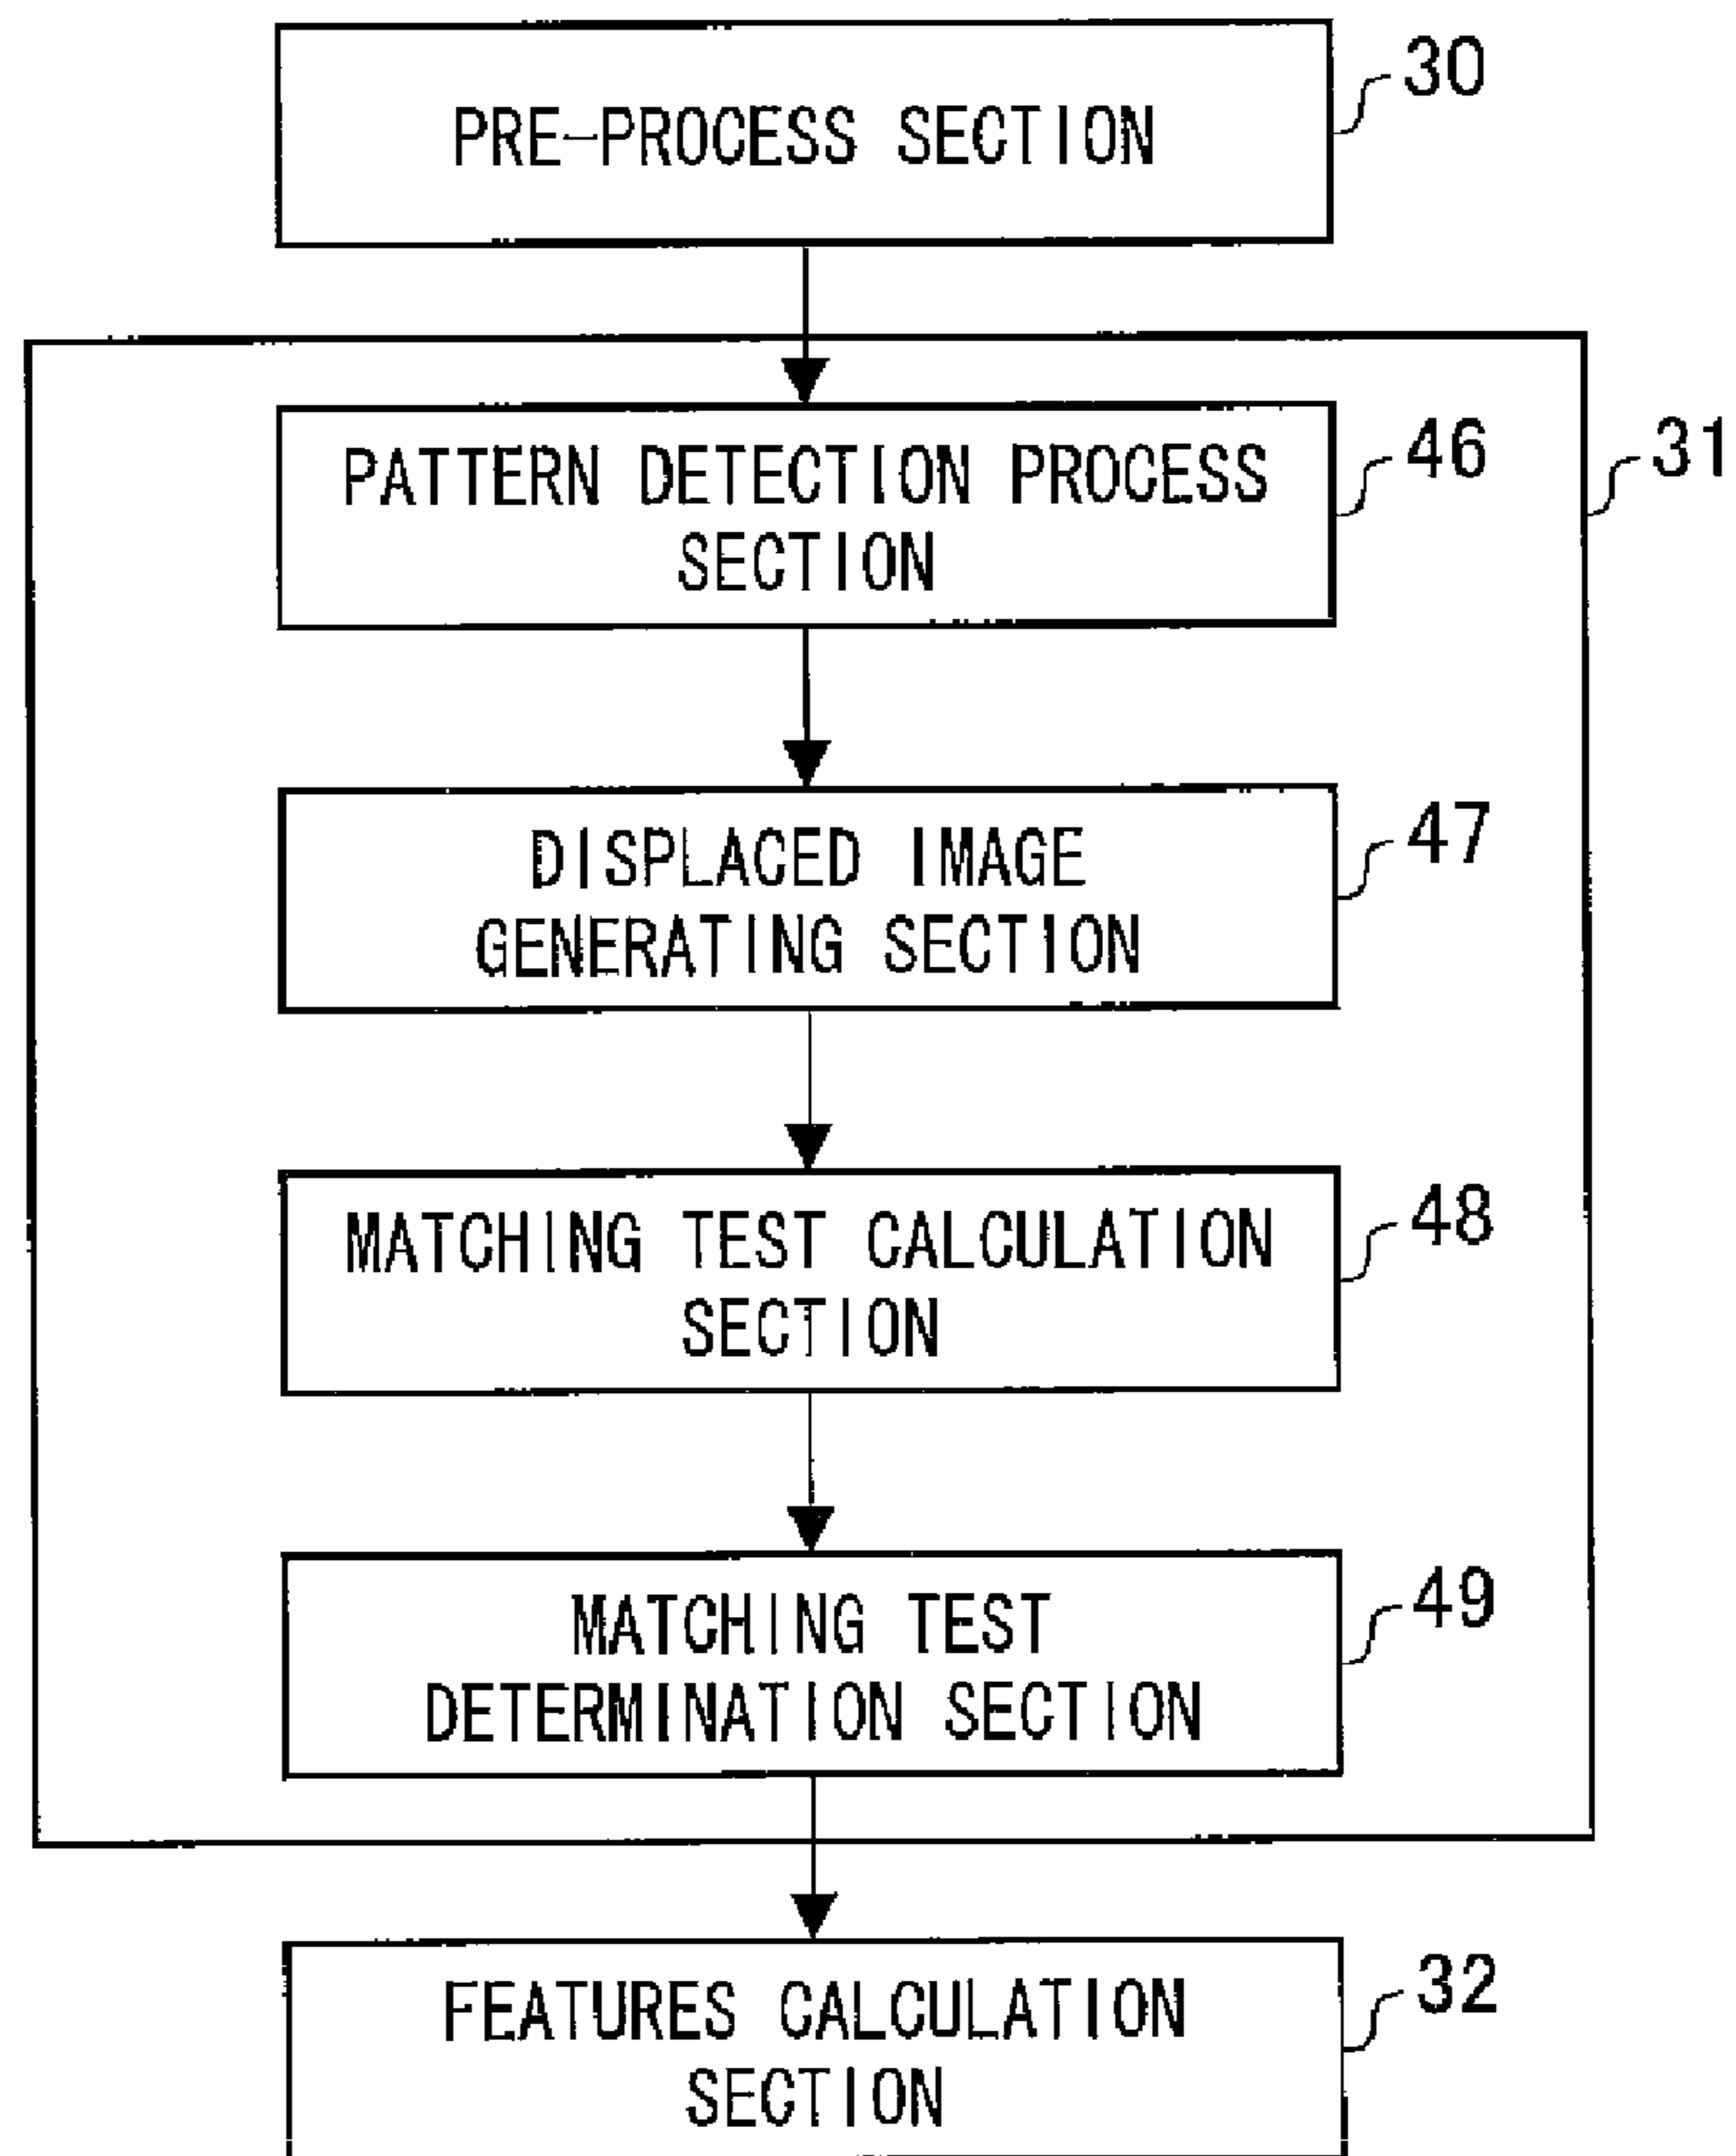 PRE-PROCESS SECTION
30
31
PATTERN DETECTION PROCESS
SECTION
46
DISPLACED IMAGE
GENERATING SECTION
47
MATCHING TEST CALCULATION
SECTION
48
MATCHING TEST
DETERMINATION SECTION
49
FEATURES CALCULATION
SECTION
32